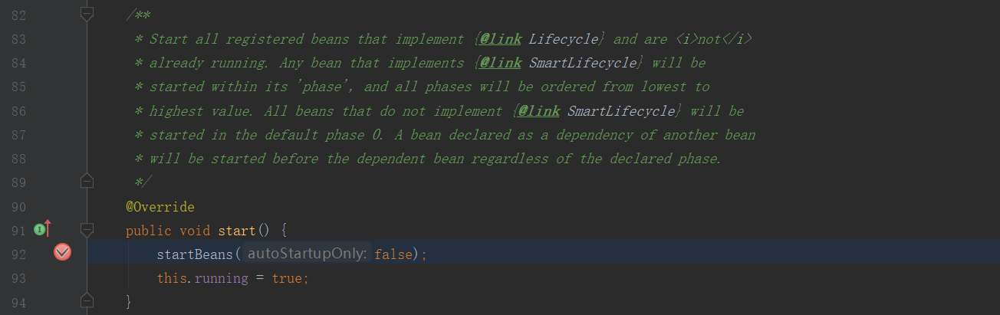 82 /**
83 * Start all registered beans that implement {@link Lifecycle} and are <i>not</i>
84 * already running. Any bean that implements {@link SmartLifecycle} will be
85 * started within its 'phase', and all phases will be ordered from lowest to
86 * highest value. All beans that do not implement {@link SmartLifecycle} will be
87 * started in the default phase 0. A bean declared as a dependency of another bean
88 * will be started before the dependent bean regardless of the declared phase.
89 */
90 @Override
91 I public void start() {
92 startBeans( autoStartupOnly: false);
93 this.running = true;
94 }